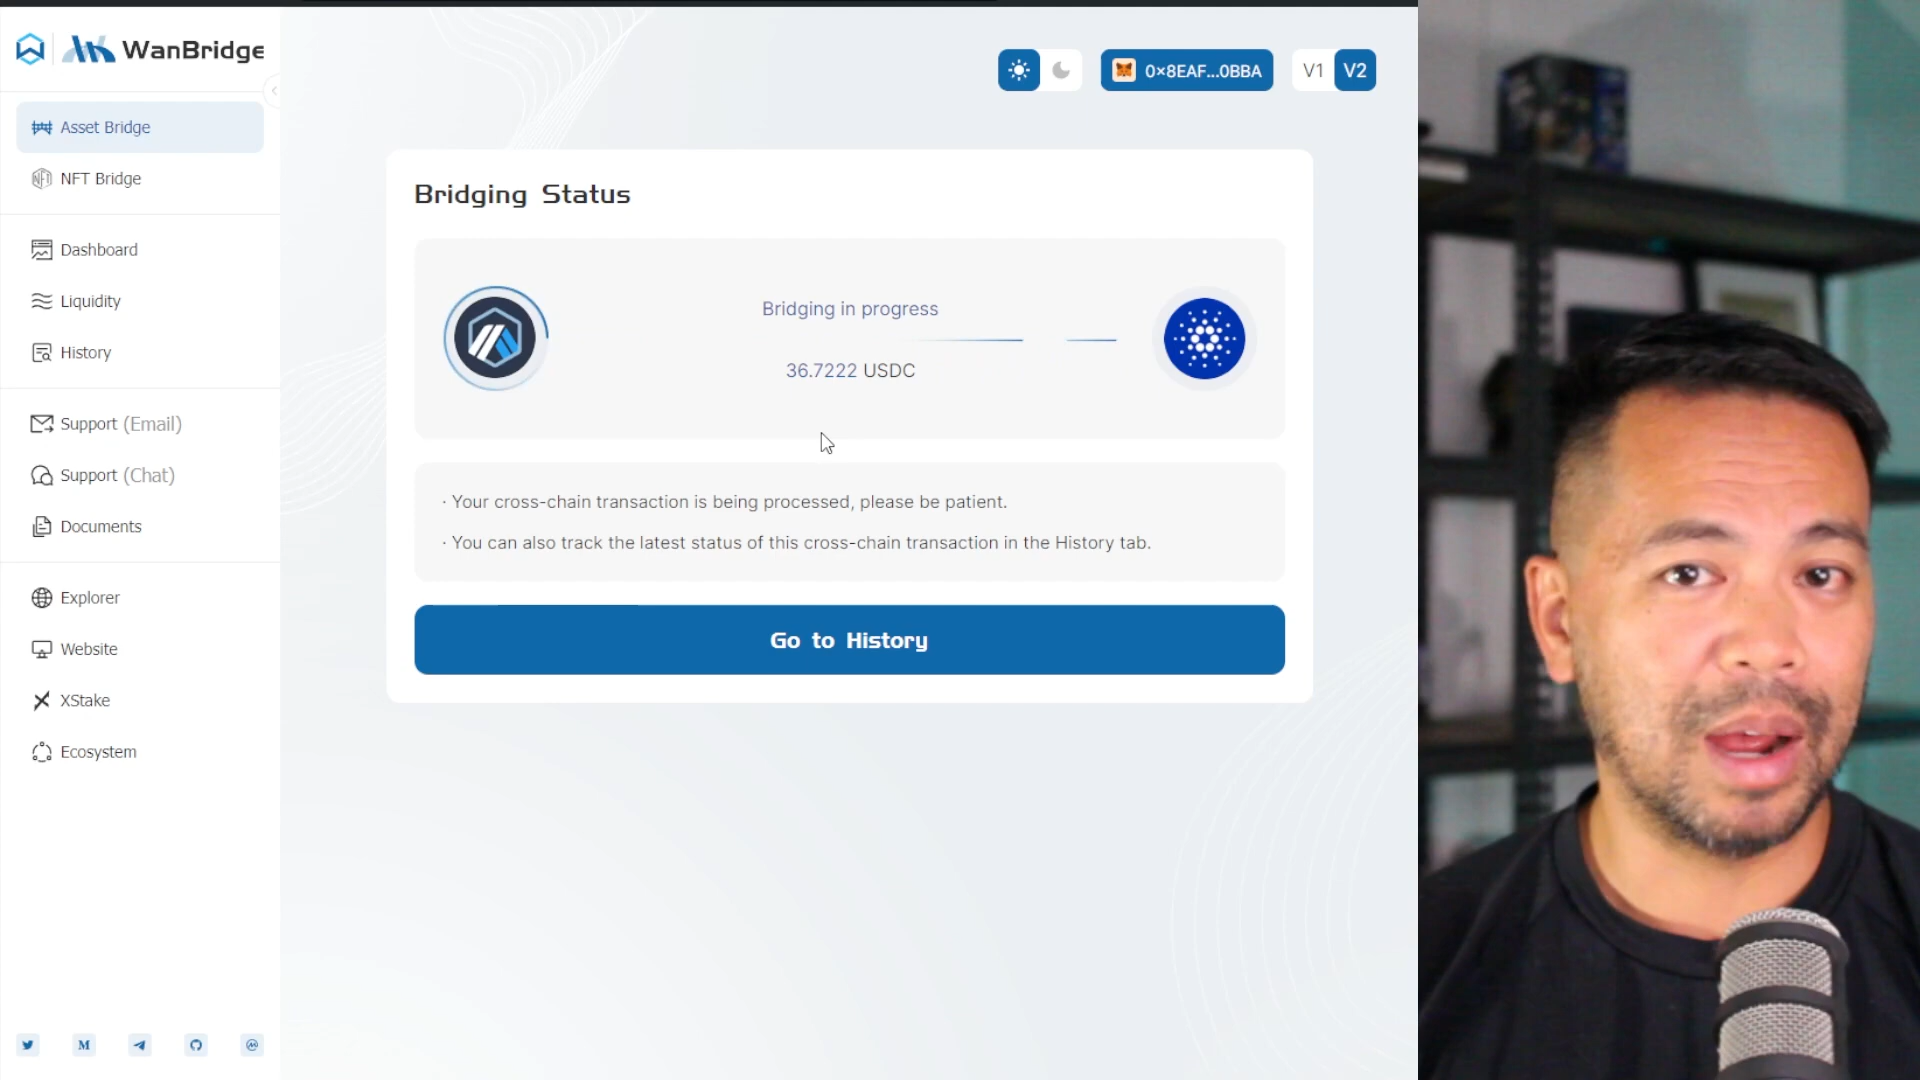 WanBridge
0×8EAF...0BBA
V1
V2
Asset Bridge
NFT Bridge
Dashboard
Liquidity
History
Support (Email)
Support (Chat)
Documents
Explorer
Website
XStake
Ecosystem
Bridging Status
Bridging in progress
36.7222 USDC
· Your cross-chain transaction is being processed, please be patient.
· You can also track the latest status of this cross-chain transaction in the History tab.
Go to History